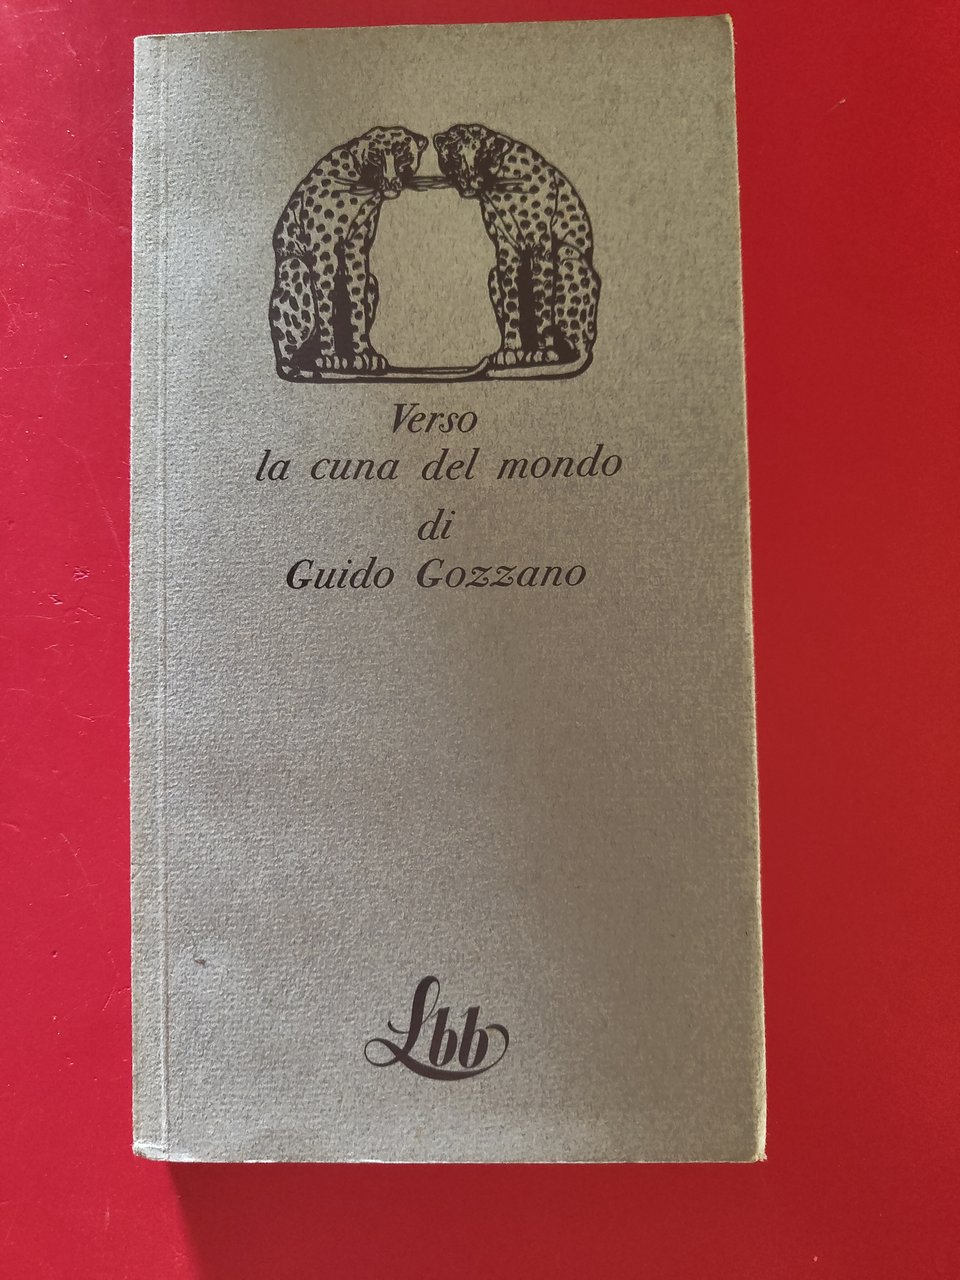 Verso
la cuna del mondo
di
Guido Gozzano
Lbb